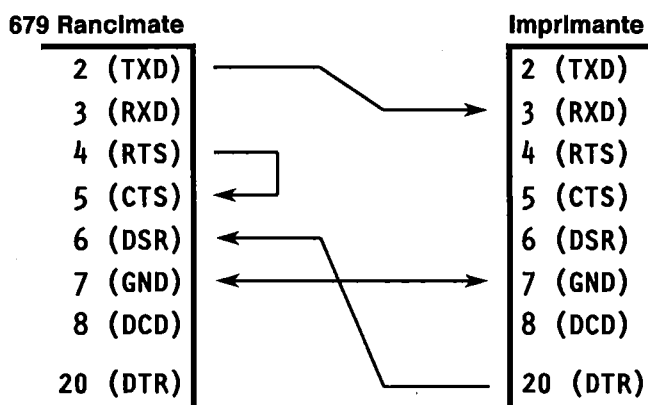 679 Rancimate Imprimante
2 (TXD) 2 (TXD)
3 (RXD) 3 (RXD)
4 (RTS) 4 (RTS)
5 (CTS) 5 (CTS)
6 (DSR) 6 (DSR)
7 (GND) 7 (GND)
8 (DCD) 8 (DCD)
20 (DTR) 20 (DTR)